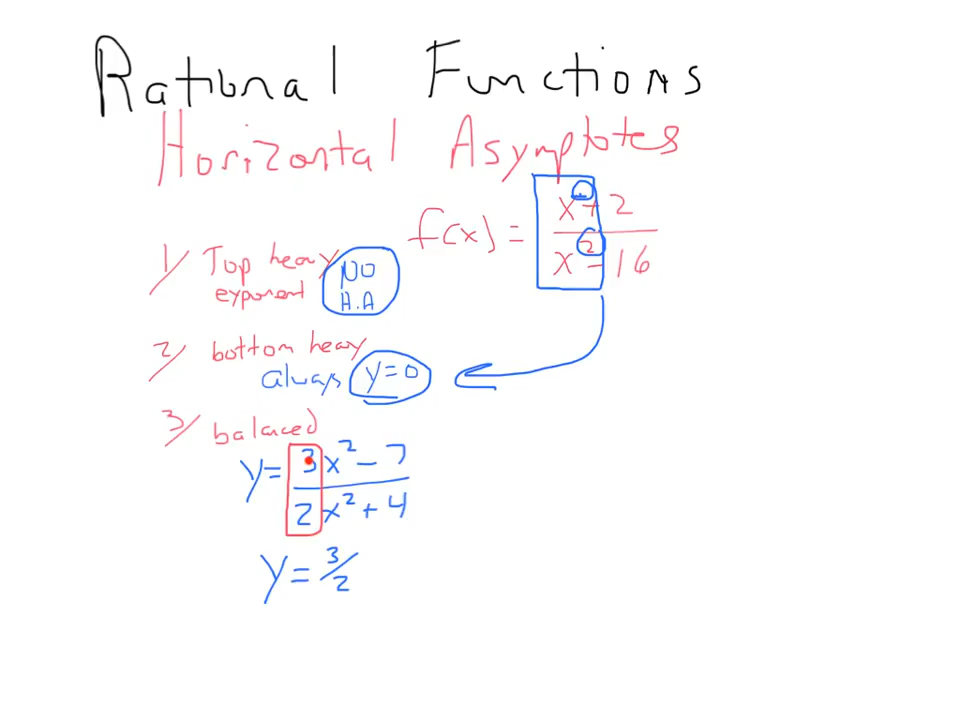 Rational Functions
Horizontal Asymptotes
f(x) = x¹ + 2 / x² - 16
1/ Top heavy
exponent
NO
H.A
2/ bottom heavy
always y=0
3/ balaced
y = 3x² - 7 / 2x² + 4
y = 3/2